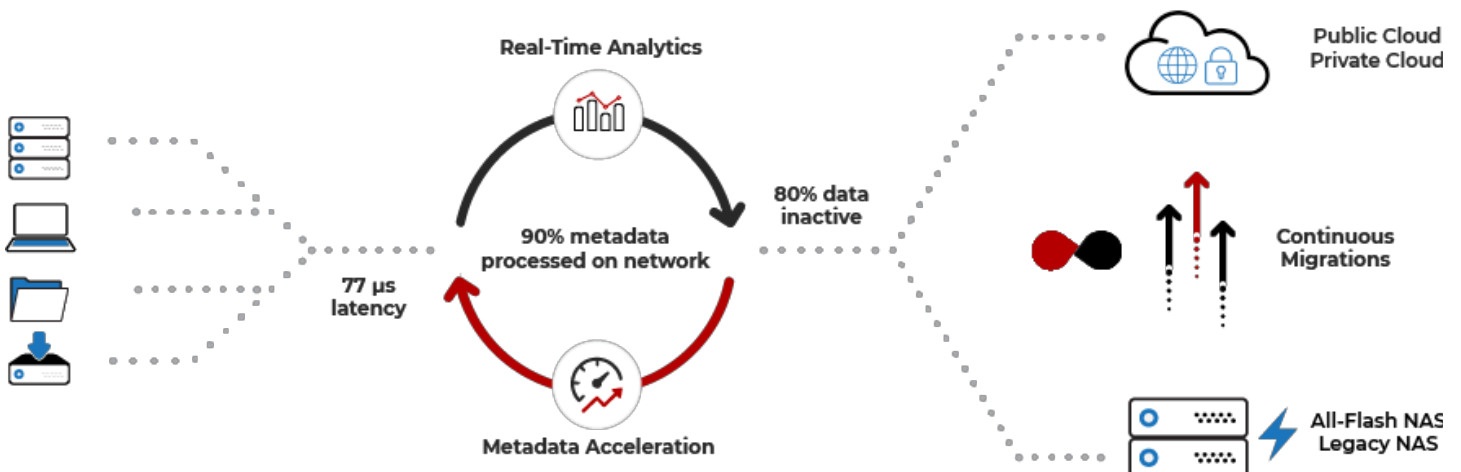 Real-Time Analytics
Public Cloud
Private Cloud
80% data
inactive
90% metadata
processed on network
77 µs
latency
Continuous
Migrations
Metadata Acceleration
All-Flash NAS
Legacy NAS